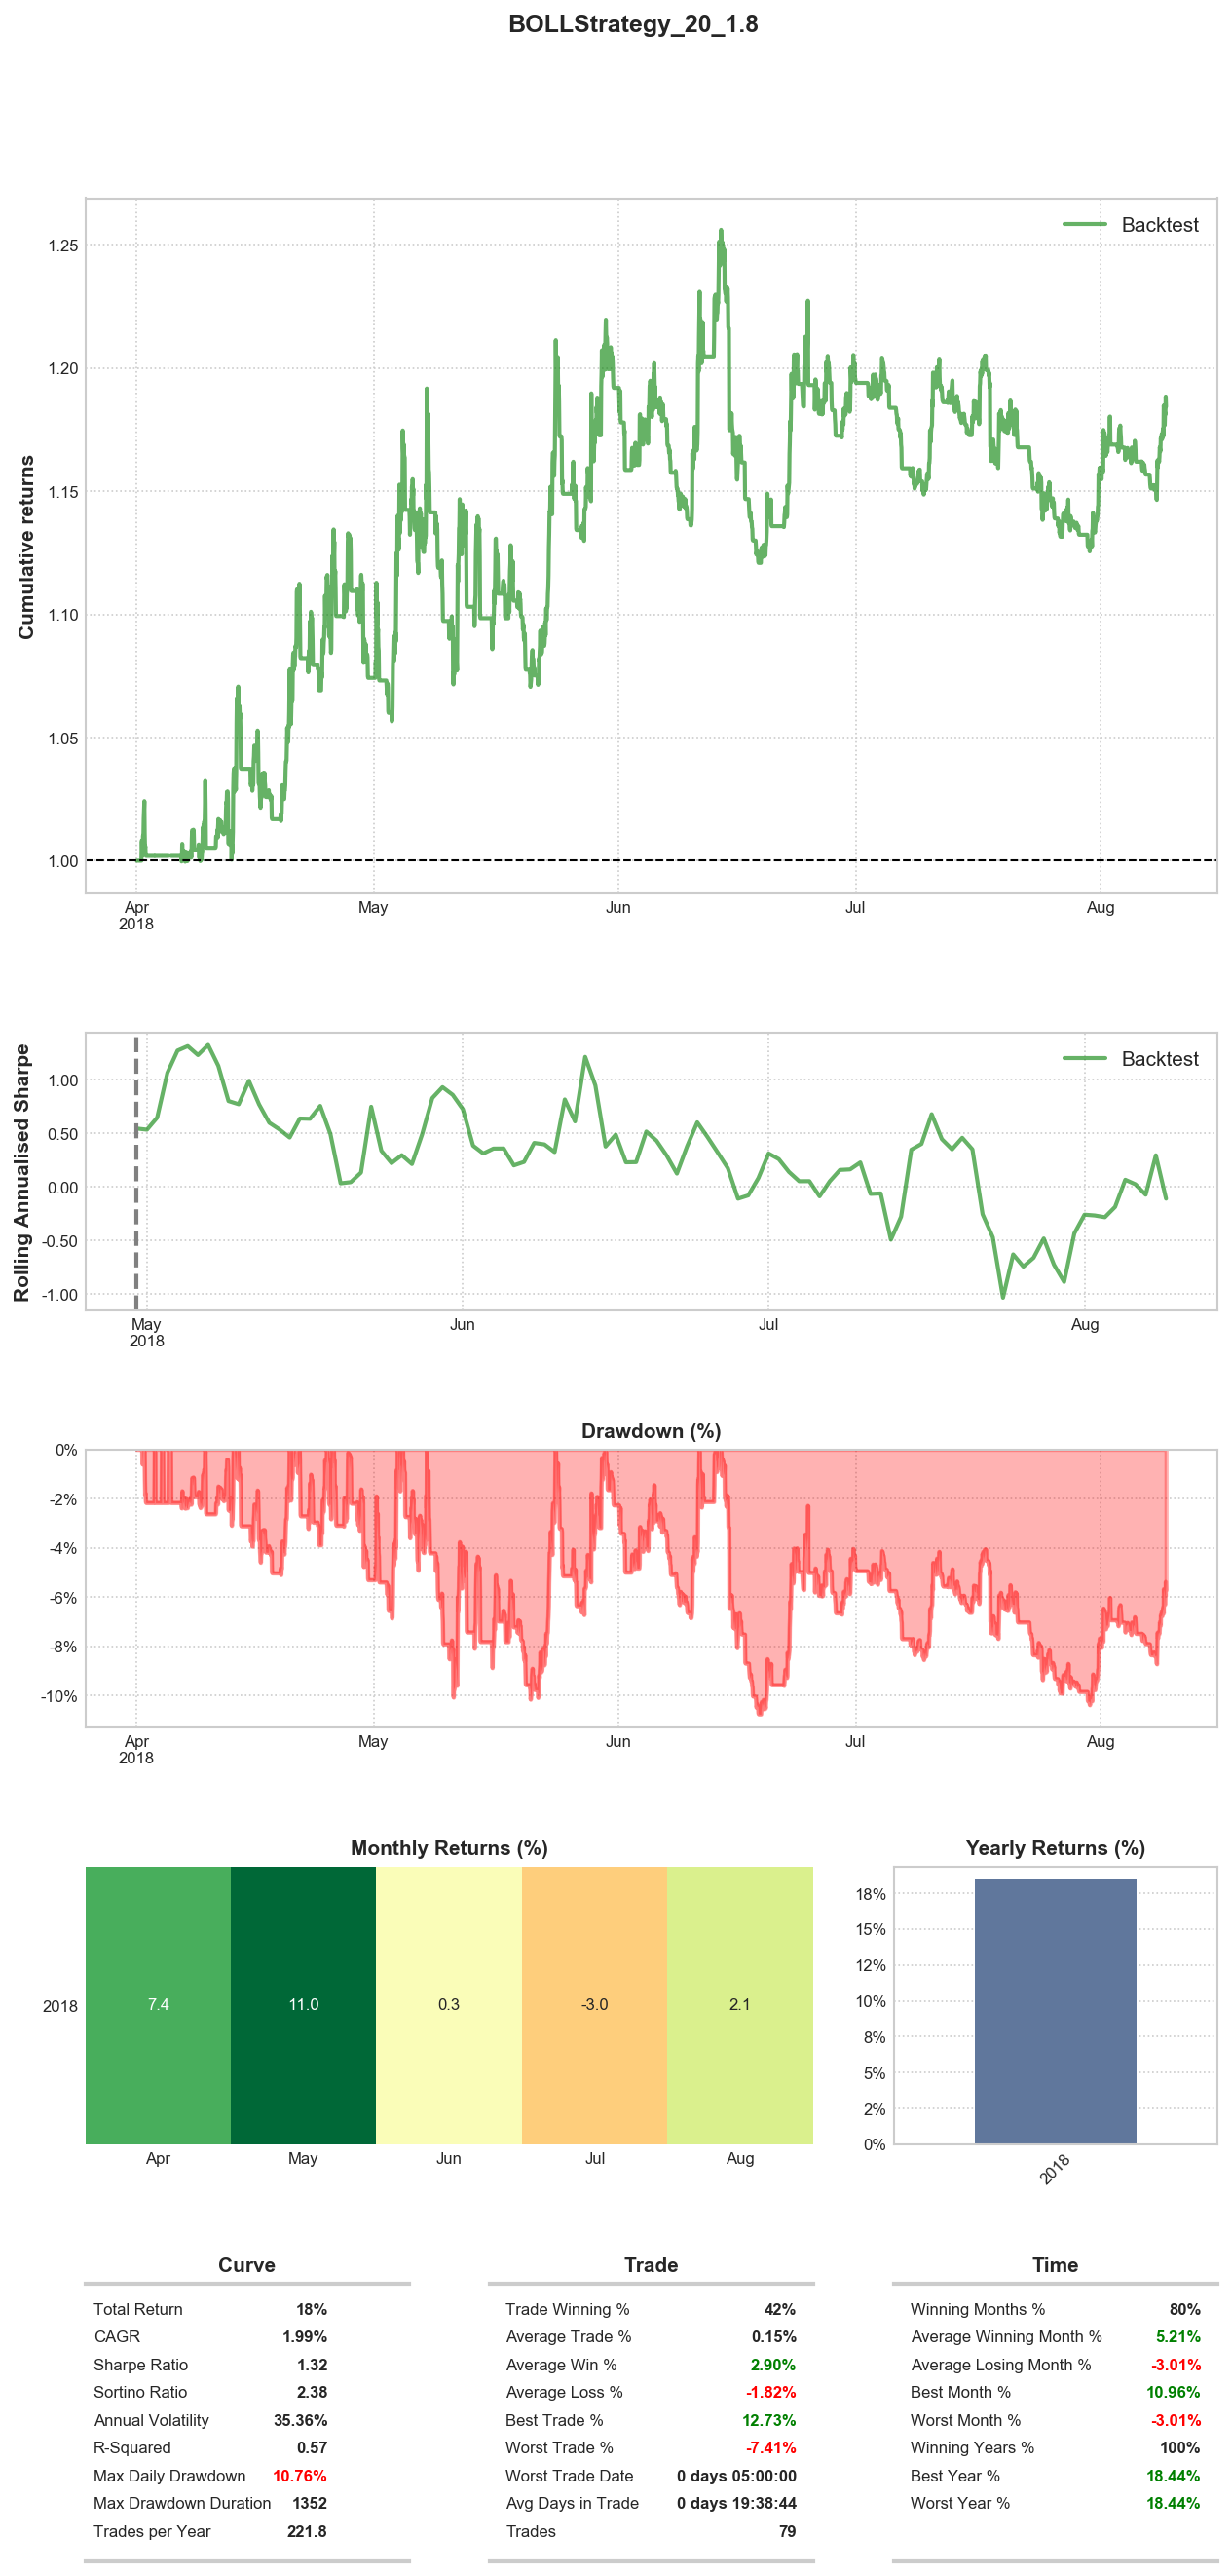 BOLLStrategy_20_1.8
Backtest
Cumulative returns
1.25
1.20
1.15
1.10
1.05
1.00
Apr May Jun Jul Aug
2018
Backtest
Rolling Annualised Sharpe
1.00
0.50
0.00
-0.50
-1.00
May Jun Jul Aug
2018
Drawdown (%)
0%
-2%
-4%
-6%
-8%
-10%
Apr May Jun Jul Aug
2018
Monthly Returns (%)
2018
7.4 11.0 0.3 -3.0 2.1
Apr May Jun Jul Aug
Yearly Returns (%)
18%
15%
12%
10%
8%
5%
2%
0%
2018
Curve
Total Return 18%
CAGR 1.99%
Sharpe Ratio 1.32
Sortino Ratio 2.38
Annual Volatility 35.36%
R-Squared 0.57
Max Daily Drawdown 10.76%
Max Drawdown Duration 1352
Trades per Year 221.8
Trade
Trade Winning % 42%
Average Trade % 0.15%
Average Win % 2.90%
Average Loss % -1.82%
Best Trade % 12.73%
Worst Trade % -7.41%
Worst Trade Date 0 days 05:00:00
Avg Days in Trade 0 days 19:38:44
Trades 79
Time
Winning Months % 80%
Average Winning Month % 5.21%
Average Losing Month % -3.01%
Best Month % 10.96%
Worst Month % -3.01%
Winning Years % 100%
Best Year % 18.44%
Worst Year % 18.44%